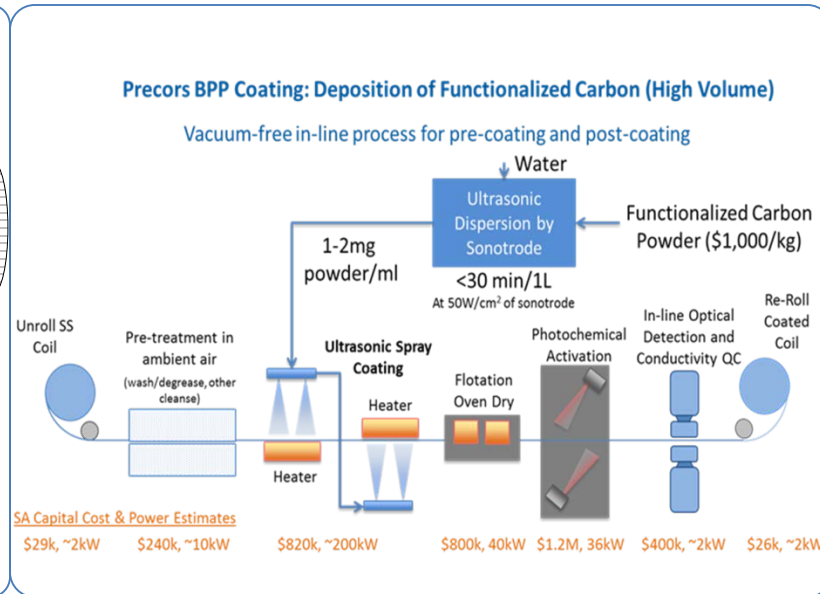 Precors BPP Coating: Deposition of Functionalized Carbon (High Volume)
Vacuum-free in-line process for pre-coating and post-coating
Water
Ultrasonic
Dispersion by
Sonotrode
Functionalized Carbon
Powder ($1,000/kg)
1-2mg
powder/ml
<30 min/1L
At 50W/cm² of sonotrode
Unroll SS
Coil
Pre-treatment in
ambient air
(wash/degrease, other
cleanse)
Ultrasonic Spray
Coating
Heater
Heater
Flotation
Oven Dry
Photochemical
Activation
In-line Optical
Detection and
Conductivity QC
Re-Roll
Coated
Coil
SA Capital Cost & Power Estimates
$29k, ~2kW
$240k, ~10kW
$820k, ~200kW
$800k, 40kW
$1.2M, 36kW
$400k, ~2kW
$26k, ~2kW